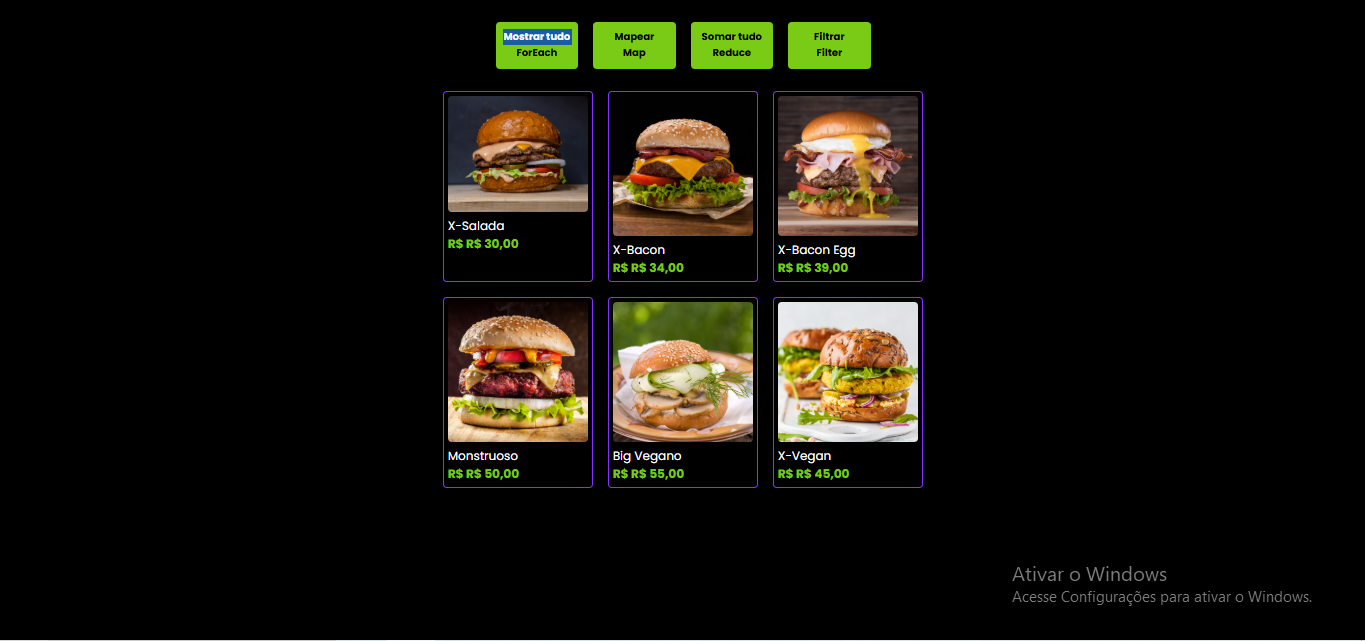 Mostrar tudo
ForEach
Mapear
Map
Somar tudo
Reduce
Filtrar
Filter
X-Salada
R$ R$ 30,00
X-Bacon
R$ R$ 34,00
X-Bacon Egg
R$ R$ 39,00
Monstruoso
R$ R$ 50,00
Big Vegano
R$ R$ 55,00
X-Vegan
R$ R$ 45,00
Ativar o Windows
Acesse Configurações para ativar o Windows.